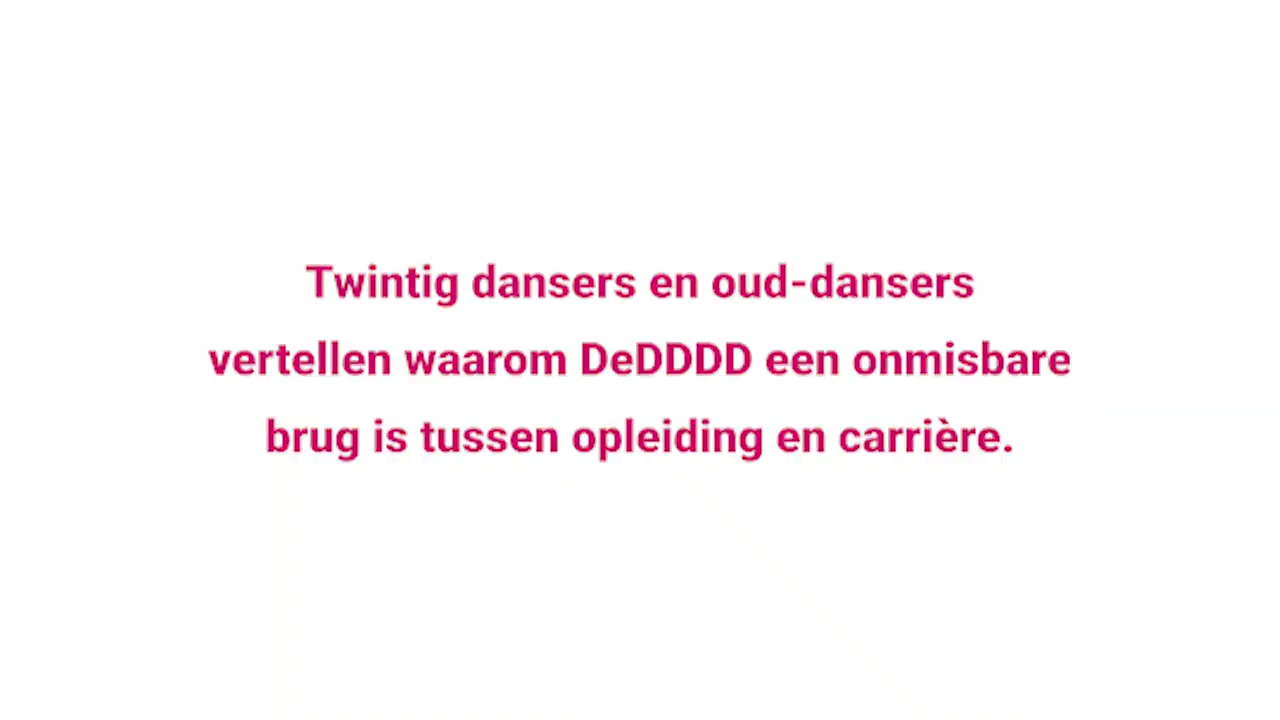 Twintig dansers en oud-dansers
vertellen waarom DeDDDD een onmisbare
brug is tussen opleiding en carrière.